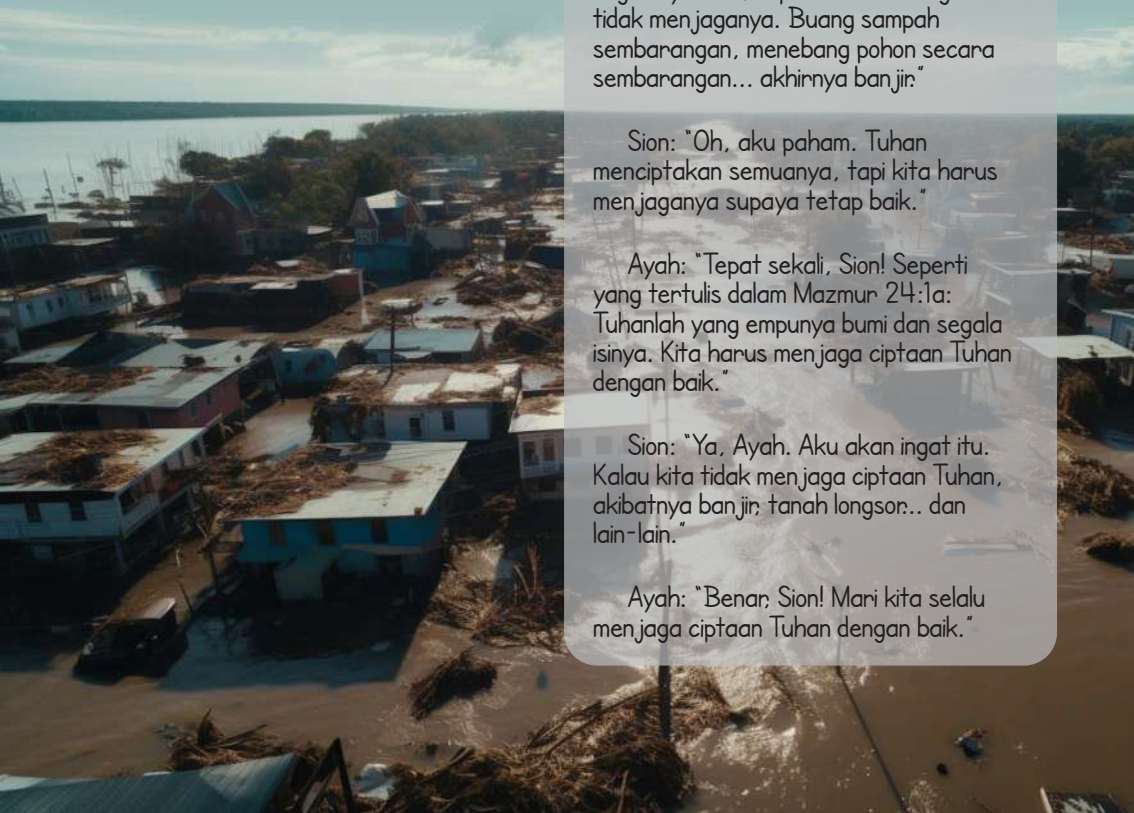 tidak menjaganya. Buang sampah
sembarangan, menebang pohon secara
sembarangan... akhirnya banjir."
Sion: "Oh, aku paham. Tuhan
menciptakan semuanya, tapi kita harus
menjaganya supaya tetap baik."
Ayah: "Tepat sekali, Sion! Seperti
yang tertulis dalam Mazmur 24:1a:
Tuhanlah yang empunya bumi dan segala
isinya. Kita harus menjaga ciptaan Tuhan
dengan baik."
Sion: "Ya, Ayah. Aku akan ingat itu.
Kalau kita tidak menjaga ciptaan Tuhan,
akibatnya banjir, tanah longsor... dan
lain-lain."
Ayah: "Benar, Sion! Mari kita selalu
menjaga ciptaan Tuhan dengan baik."